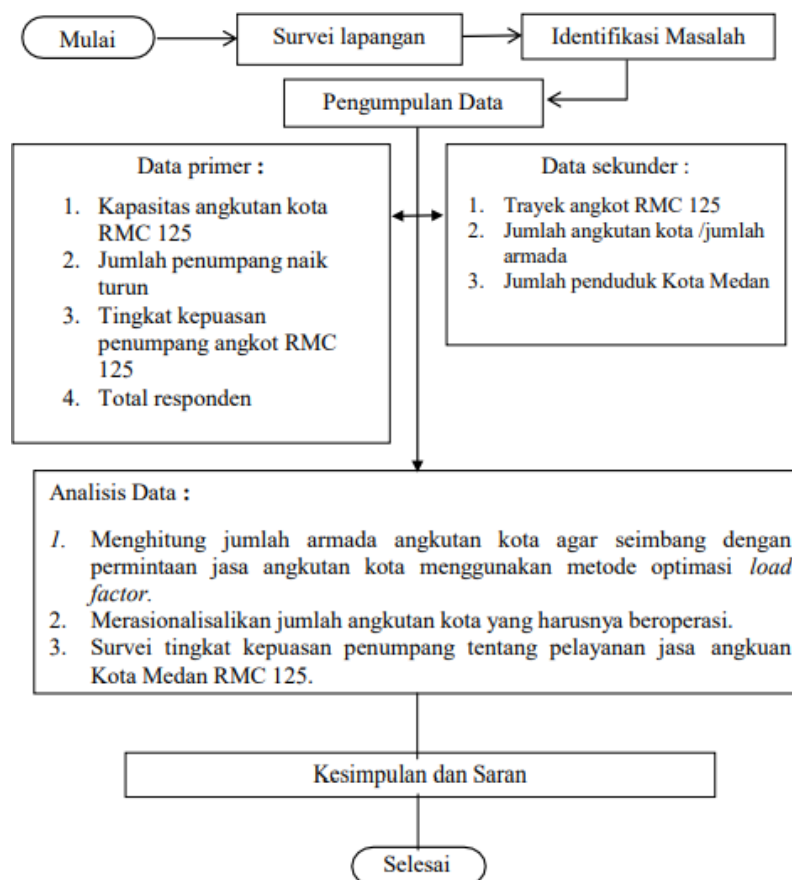 Mulai
Survei lapangan
Identifikasi Masalah
Pengumpulan Data
Data primer :
1. Kapasitas angkutan kota
RMC 125
2. Jumlah penumpang naik
turun
3. Tingkat kepuasan
penumpang angkot RMC
125
4. Total responden
Data sekunder :
1. Trayek angkot RMC 125
2. Jumlah angkutan kota /jumlah
armada
3. Jumlah penduduk Kota Medan
Analisis Data :
1. Menghitung jumlah armada angkutan kota agar seimbang dengan
permintaan jasa angkutan kota menggunakan metode optimasi load
factor.
2. Merasionalisalikan jumlah angkutan kota yang harusnya beroperasi.
3. Survei tingkat kepuasan penumpang tentang pelayanan jasa angkuan
Kota Medan RMC 125.
Kesimpulan dan Saran
Selesai